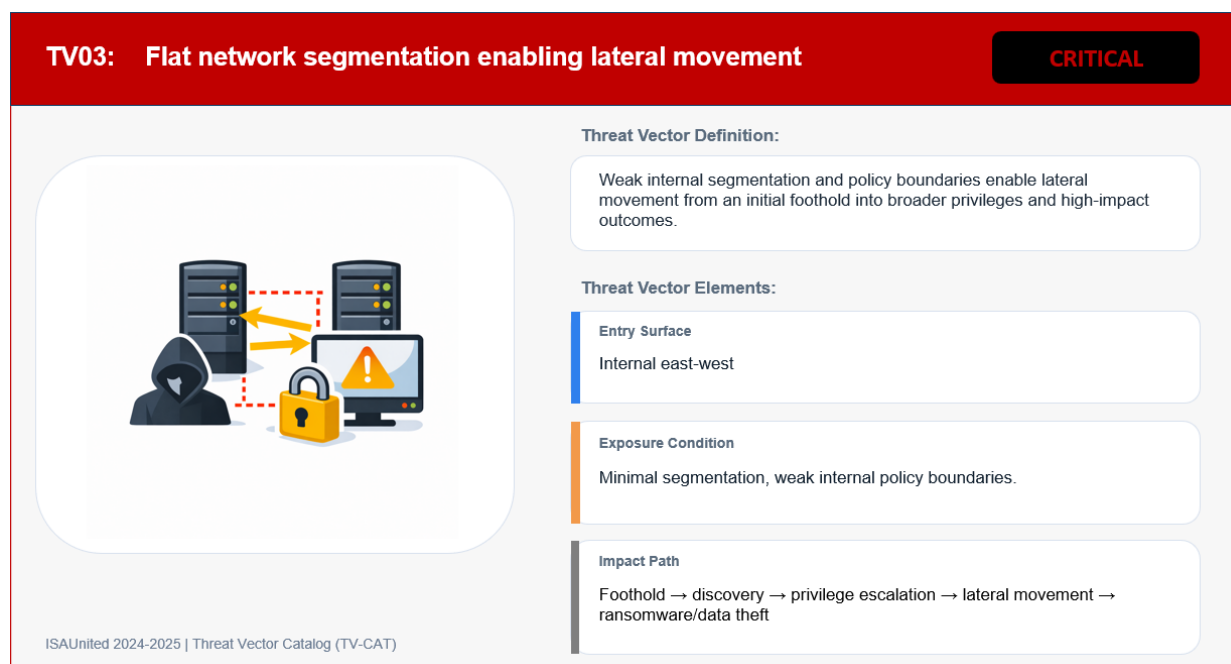 TV03: Flat network segmentation enabling lateral movement
CRITICAL
Threat Vector Definition:
Weak internal segmentation and policy boundaries enable lateral
movement from an initial foothold into broader privileges and high-impact
outcomes.
Threat Vector Elements:
Entry Surface
Internal east-west
Exposure Condition
Minimal segmentation, weak internal policy boundaries.
Impact Path
Foothold → discovery → privilege escalation → lateral movement →
ransomware/data theft
ISAUnited 2024-2025 | Threat Vector Catalog (TV-CAT)